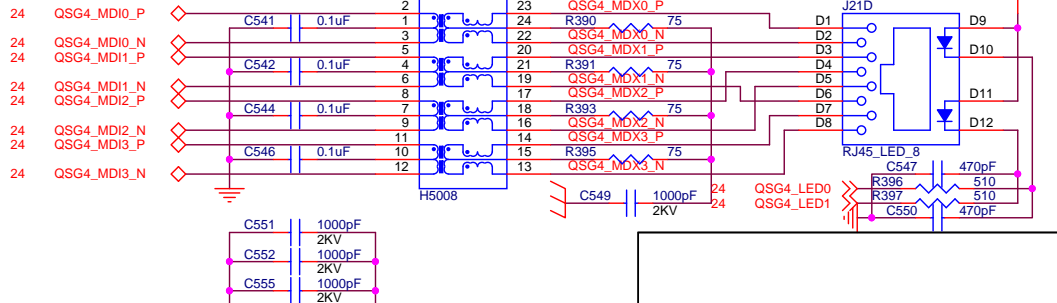 24 QSG4_MDI0_P 2 23 QSG4_MDX0_P J21D
C541 0.1uF 1 24 R390 75 D1 D9
24 QSG4_MDI0_N 3 22 QSG4_MDX0_N D2
24 QSG4_MDI1_P 5 20 QSG4_MDX1_P D3 D10
C542 0.1uF 4 21 R391 75 D4
24 QSG4_MDI1_N 6 19 QSG4_MDX1_N D5
24 QSG4_MDI2_P 8 17 QSG4_MDX2_P D6 D11
C544 0.1uF 7 18 R393 75 D7
24 QSG4_MDI2_N 9 16 QSG4_MDX2_N D8 D12
24 QSG4_MDI3_P 11 14 QSG4_MDX3_P
C546 0.1uF 10 15 R395 75 RJ45_LED_8
24 QSG4_MDI3_N 12 13 QSG4_MDX3_N C547 470pF
H5008 C549 1000pF 24 QSG4_LED0 R396 510
2KV 24 QSG4_LED1 R397 510
C550 470pF
C551 1000pF
2KV
C552 1000pF
2KV
C555 1000pF
2KV